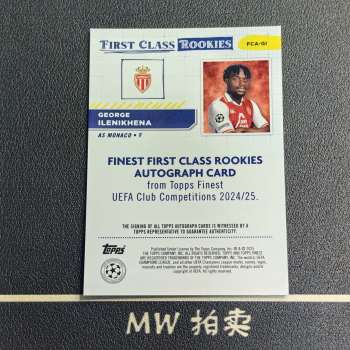 FIRST CLASS ROOKIES
FCA-GI
GEORGE
ILENIKHENA
AS MONACO • F
FINEST FIRST CLASS ROOKIES
AUTOGRAPH CARD
from Topps Finest
UEFA Club Competitions 2024/25.
THE SIGNING OF ALL TOPPS AUTOGRAPH CARDS IS WITNESSED BY A
TOPPS REPRESENTATIVE TO GUARANTEE AUTHENTICITY.
TOPPS
MW 拍卖